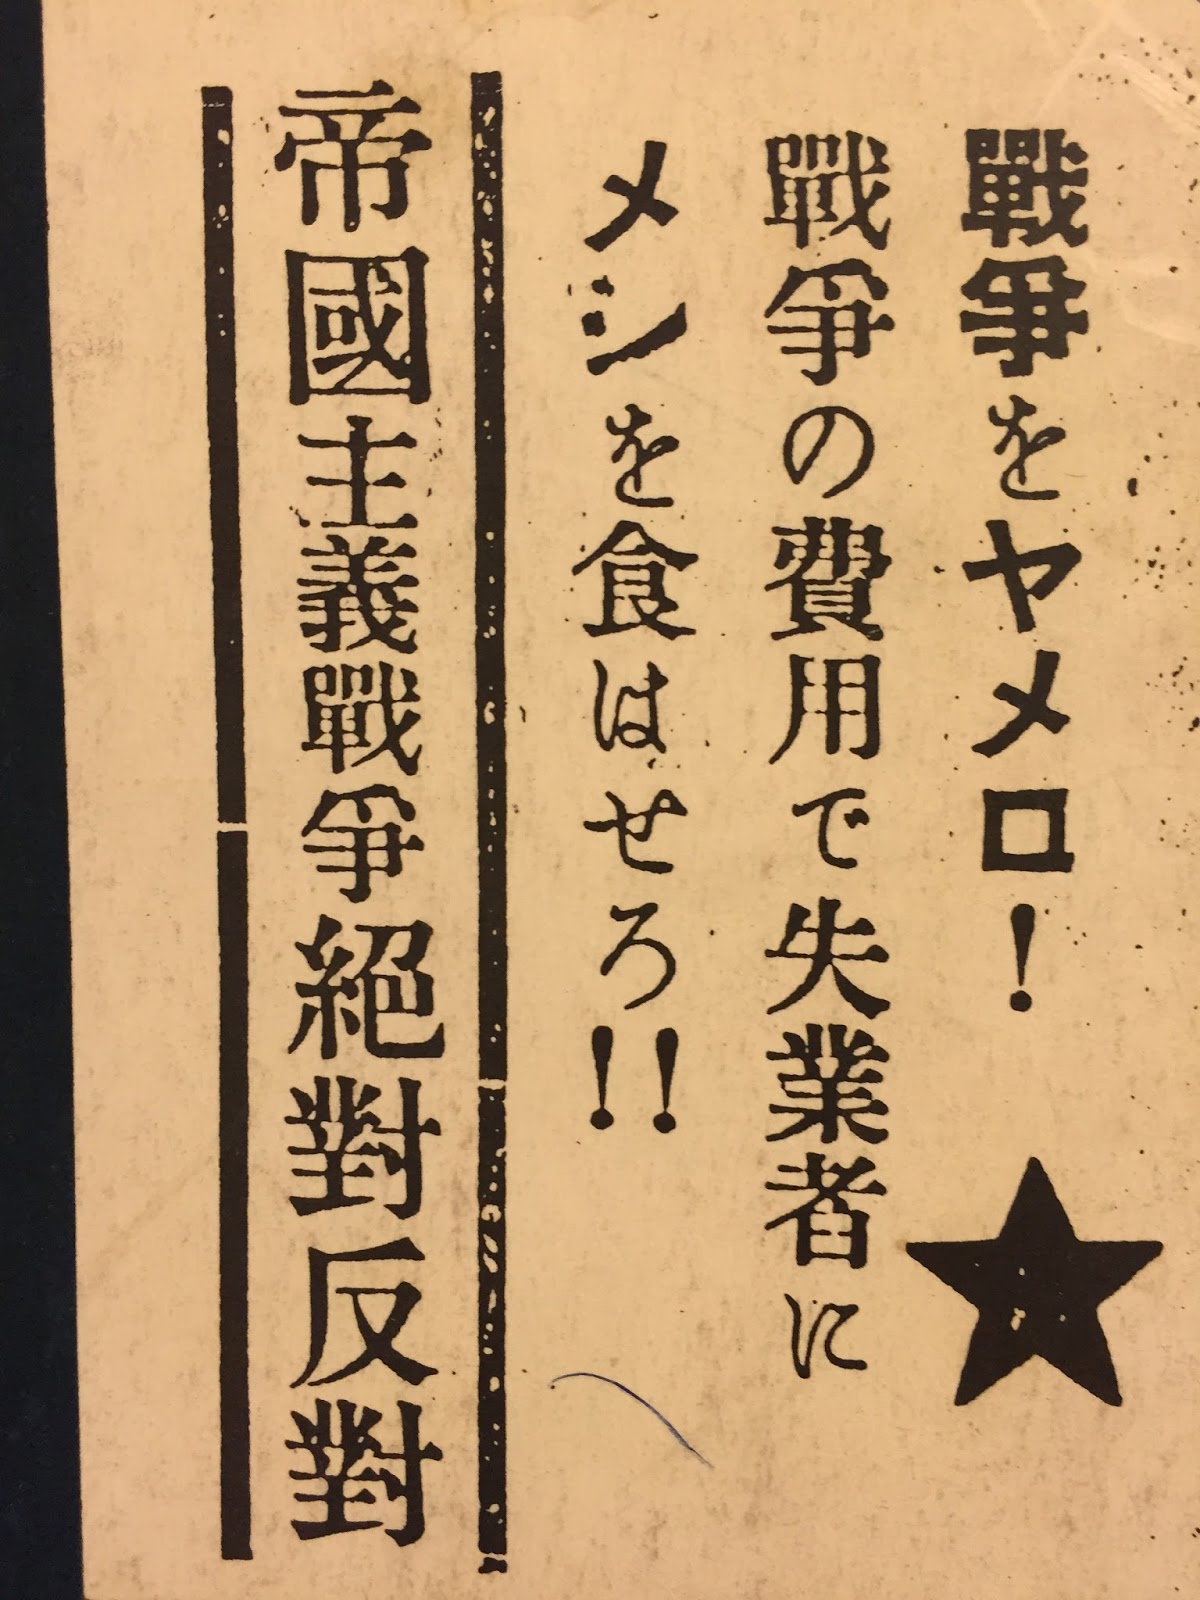 戰爭をヤメロ！
戰爭の費用で失業者に
メシを食はせろ！！
帝國主義戰爭絕對反對